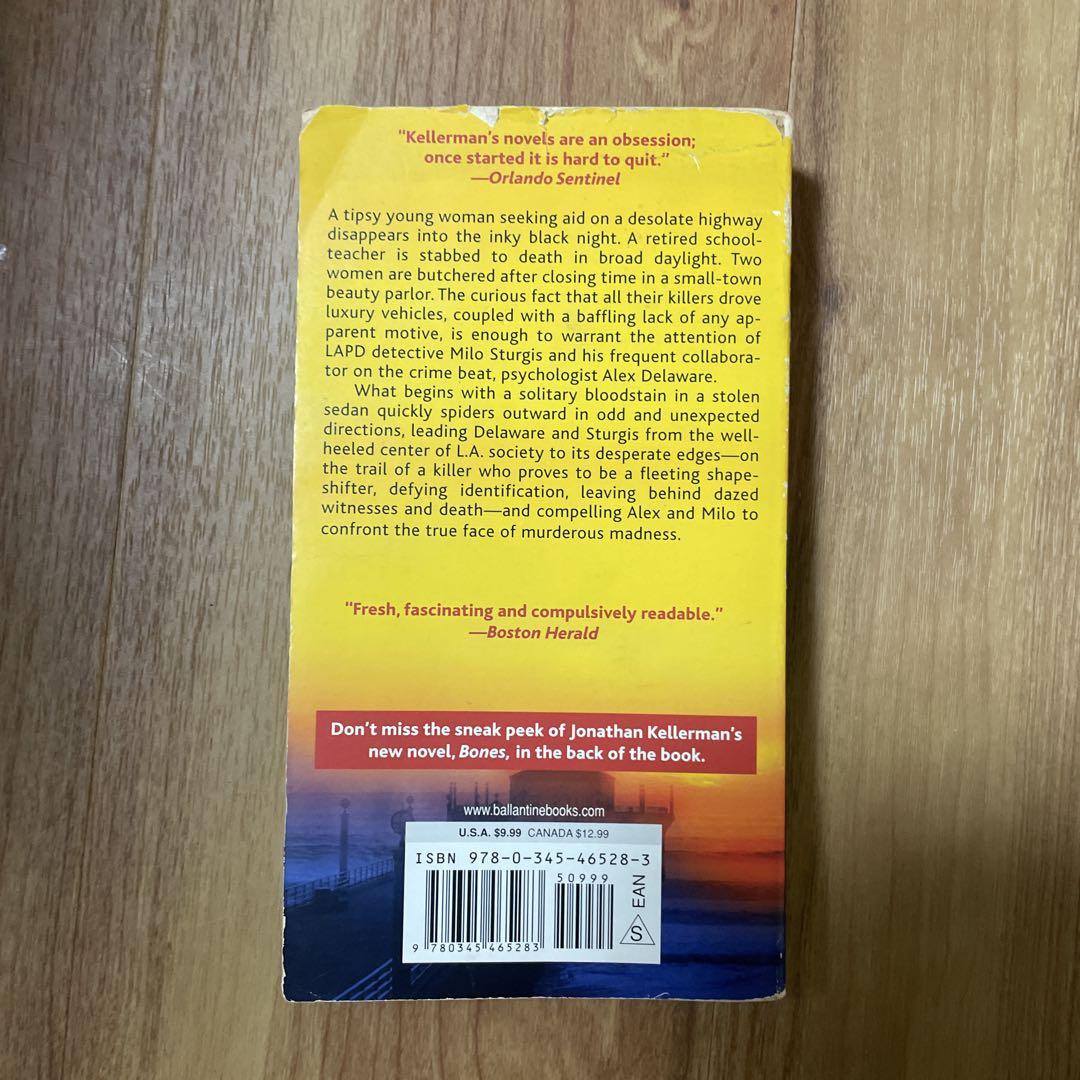 "Kellerman's novels are an obsession;
once started it is hard to quit."
—Orlando Sentinel
A tipsy young woman seeking aid on a desolate highway
disappears into the inky black night. A retired school-
teacher is stabbed to death in broad daylight. Two
women are butchered after closing time in a small-town
beauty parlor. The curious fact that all their killers drove
luxury vehicles, coupled with a baffling lack of any ap-
parent motive, is enough to warrant the attention of
LAPD detective Milo Sturgis and his frequent collabora-
tor on the crime beat, psychologist Alex Delaware.
What begins with a solitary bloodstain in a stolen
sedan quickly spiders outward in odd and unexpected
directions, leading Delaware and Sturgis from the well-
heeled center of L.A. society to its desperate edges—on
the trail of a killer who proves to be a fleeting shape-
shifter, defying identification, leaving behind dazed
witnesses and death—and compelling Alex and Milo to
confront the true face of murderous madness.
"Fresh, fascinating and compulsively readable."
—Boston Herald
Don't miss the sneak peek of Jonathan Kellerman's
new novel, Bones, in the back of the book.
www.ballantinebooks.com
U.S.A. $9.99 CANADA $12.99
ISBN 978-0-345-46528-3
50999
9 780345 465283
S EAN